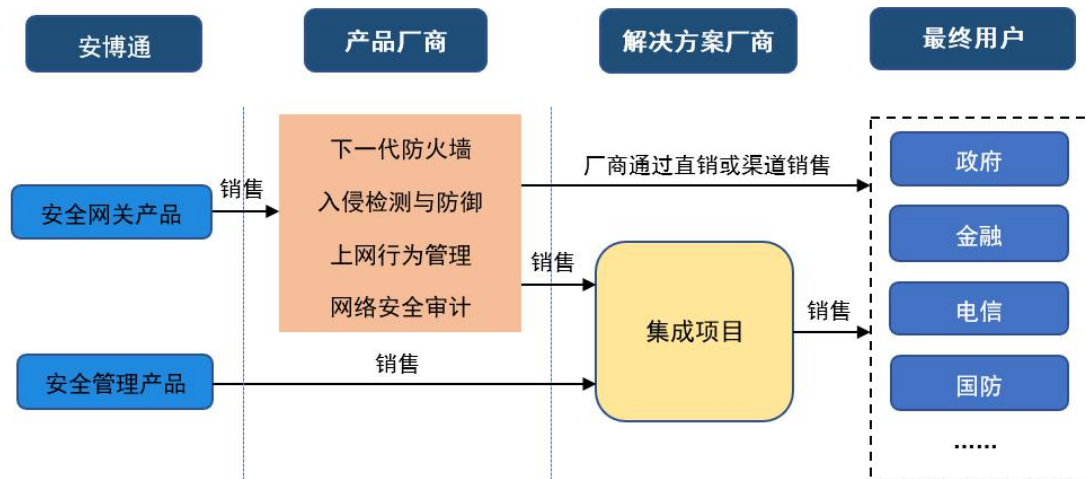 安博通
产品厂商
解决方案厂商
最终用户
下一代防火墙
入侵检测与防御
上网行为管理
网络安全审计
安全网关产品
销售
厂商通过直销或渠道销售
销售
集成项目
销售
安全管理产品
销售
政府
金融
电信
国防
......